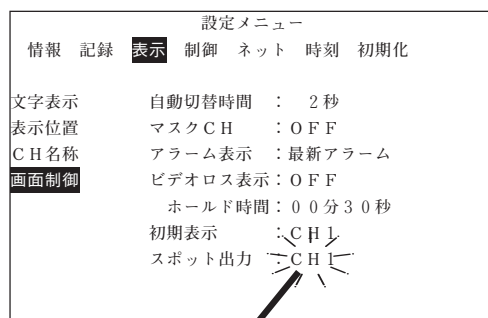 設定メニュー
情報 記録 表示 制御 ネット 時刻 初期化
文字表示 自動切替時間 : 2秒
表示位置 マスクCH :OFF
CH名称 アラーム表示 :最新アラーム
画面制御 ビデオロス表示:OFF
ホールド時間:00分30秒
初期表示 :CH1
スポット出力 :CH1